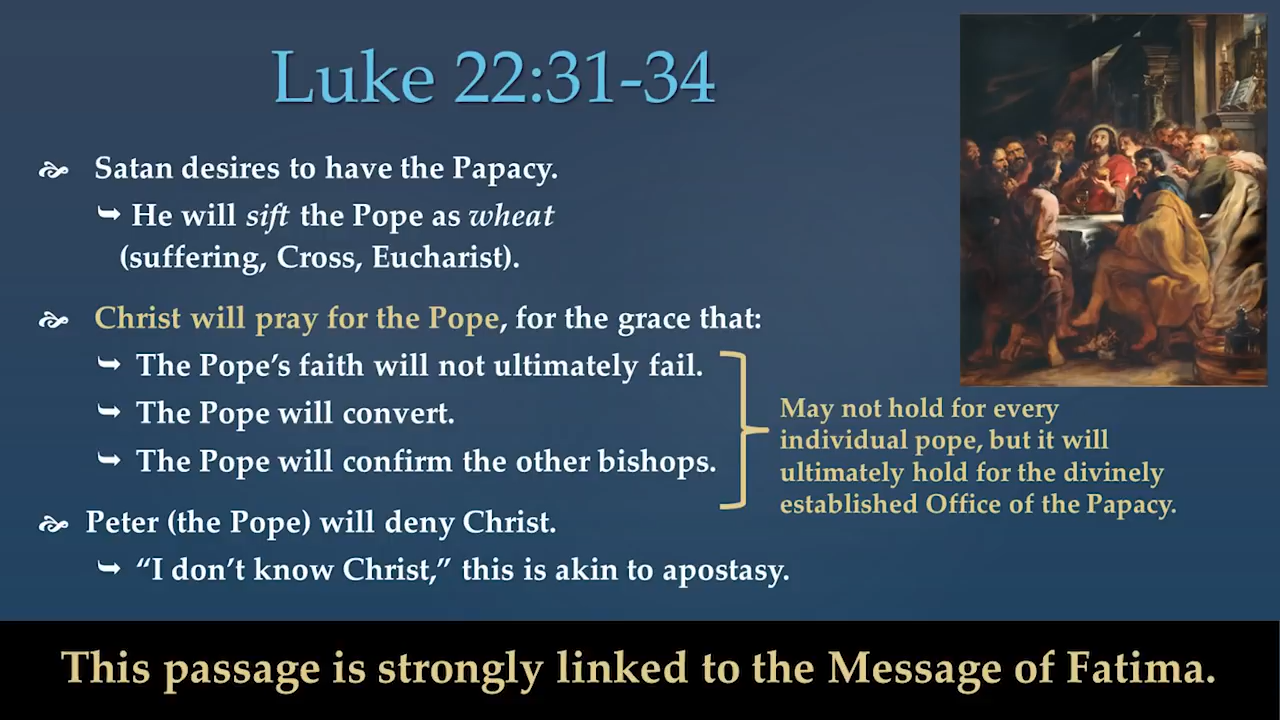 Luke 22:31-34
Satan desires to have the Papacy.
He will sift the Pope as wheat
(suffering, Cross, Eucharist).
Christ will pray for the Pope, for the grace that:
The Pope’s faith will not ultimately fail.
The Pope will convert.
The Pope will confirm the other bishops.
May not hold for every
individual pope, but it will
ultimately hold for the divinely
established Office of the Papacy.
Peter (the Pope) will deny Christ.
“I don’t know Christ,” this is akin to apostasy.
This passage is strongly linked to the Message of Fatima.